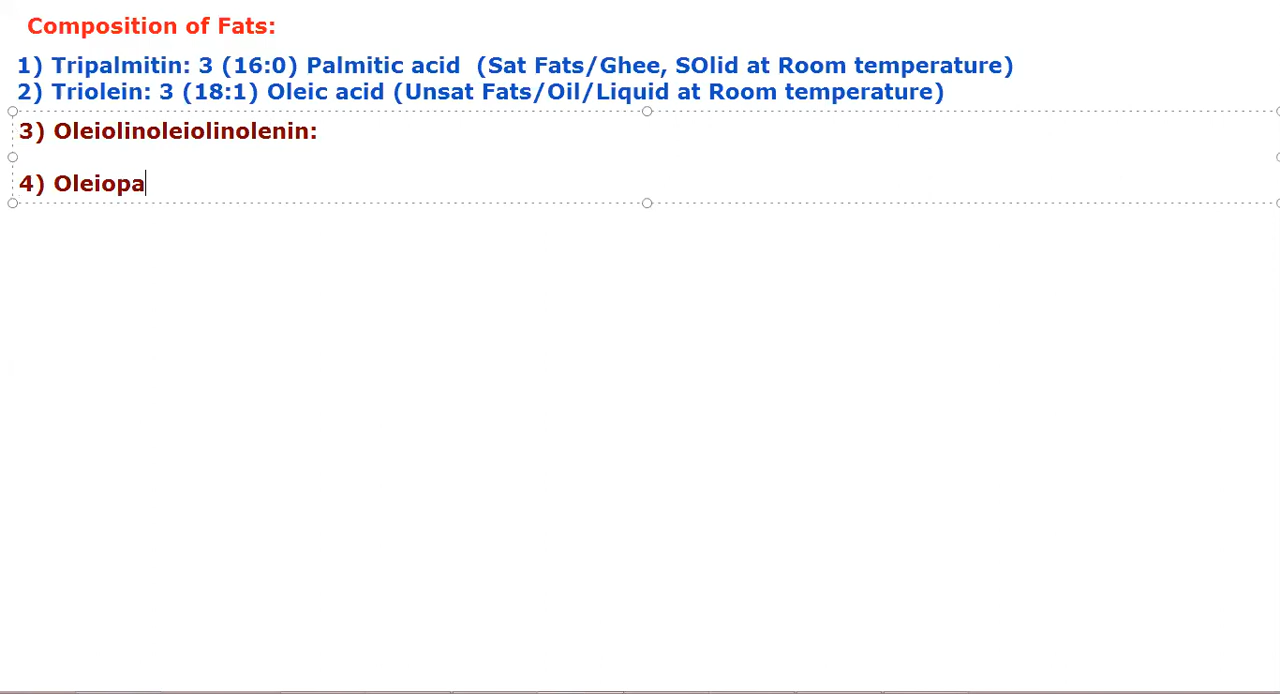 Composition of Fats:
1) Tripalmitin: 3 (16:0) Palmitic acid  (Sat Fats/Ghee, SOlid at Room temperature)
2) Triolein: 3 (18:1) Oleic acid (Unsat Fats/Oil/Liquid at Room temperature)
3) Oleiolinoleiolinolenin:
4) Oleiopa